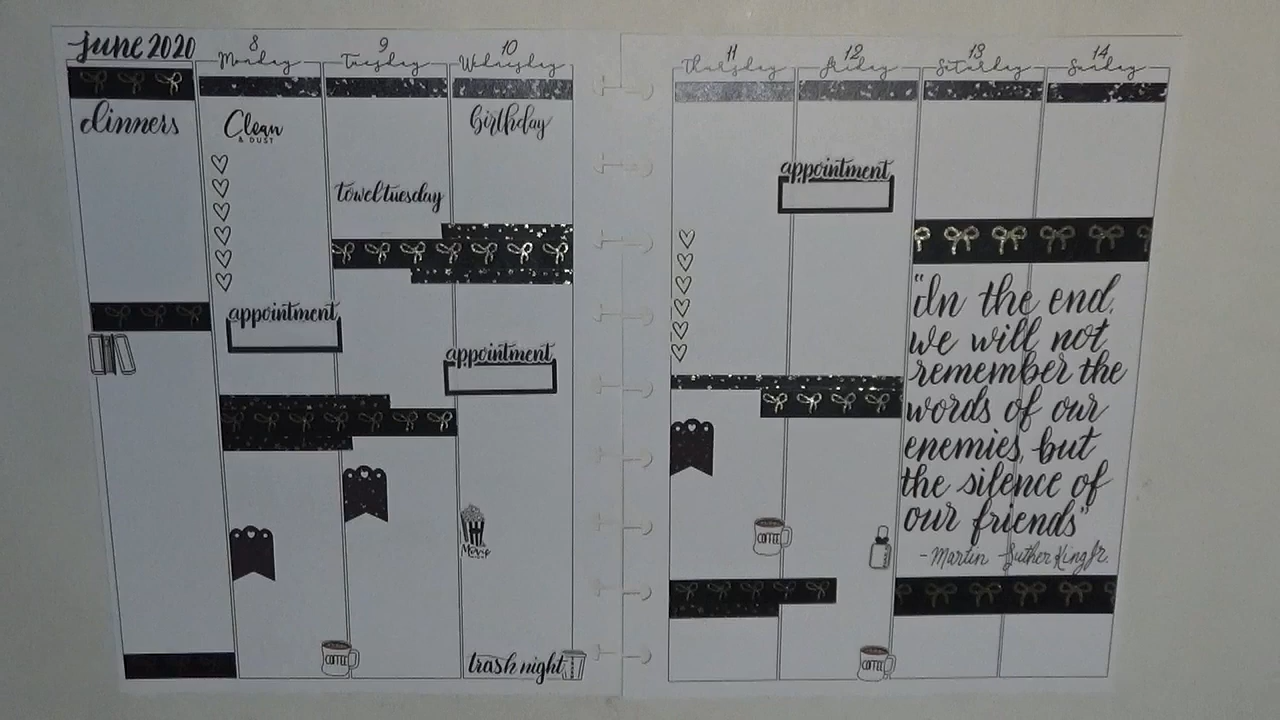 June 2020
8
Monday
9
Tuesday
10
Wednesday
11
Thursday
12
Friday
13
Saturday
14
Sunday
dinners
Clean
& DUST
appointment
COFFEE
towel tuesday
birthday
appointment
Movie
trash night
COFFEE
appointment
COFFEE
"In the end,
we will not
remember the
words of our
enemies, but
the silence of
our friends"
-Martin Luther King Jr.